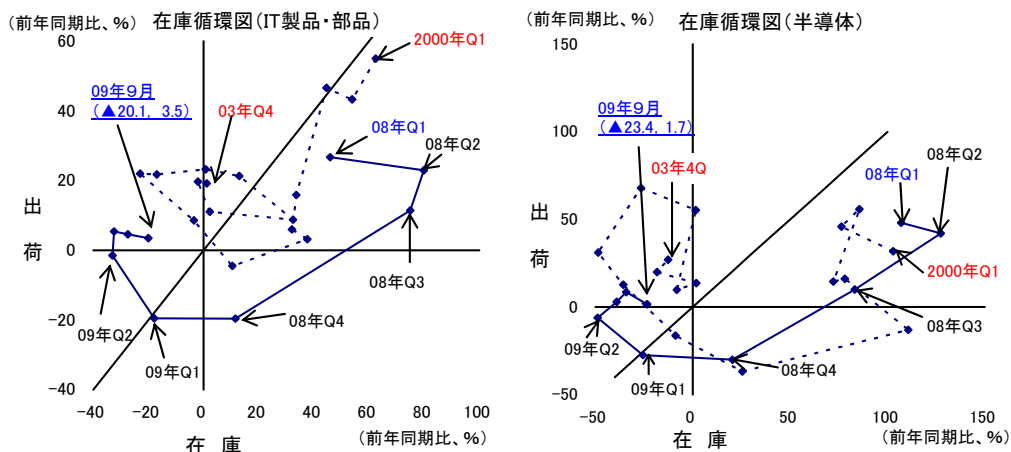 (前年同期比、%)
在庫循環図(IT製品・部品)
60
40
20
0
-20
-40
出
荷
2000年Q1
09年9月
(▲20.1, 3.5)
03年Q4
08年Q1
08年Q2
08年Q3
08年Q4
09年Q2
09年Q1
-40
-20
0
20
40
60
80
100
在 庫
(前年同期比、%)
(前年同期比、%)
在庫循環図(半導体)
150
100
50
0
-50
出
荷
09年9月
(▲23.4, 1.7)
03年4Q
08年Q1
08年Q2
2000年Q1
08年Q3
08年Q4
09年Q2
09年Q1
-50
0
50
100
150
在 庫
(前年同期比、%)